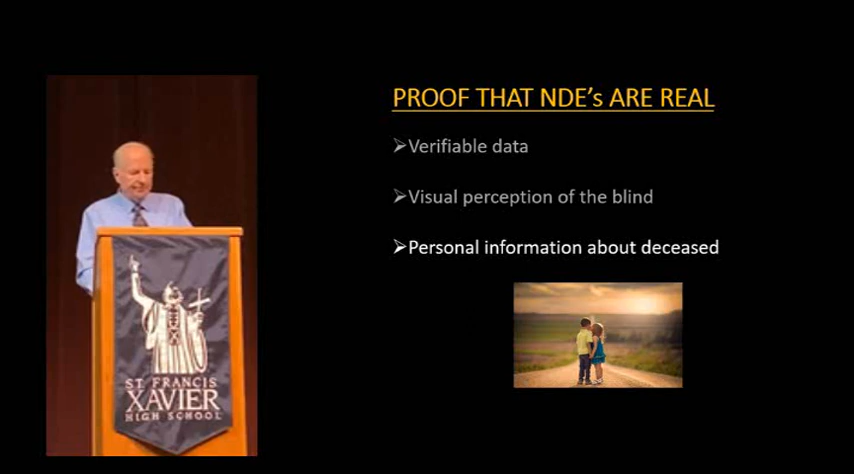 PROOF THAT NDE's ARE REAL
Verifiable data
Visual perception of the blind
Personal information about deceased
ST. FRANCIS
XAVIER
HIGH SCHOOL